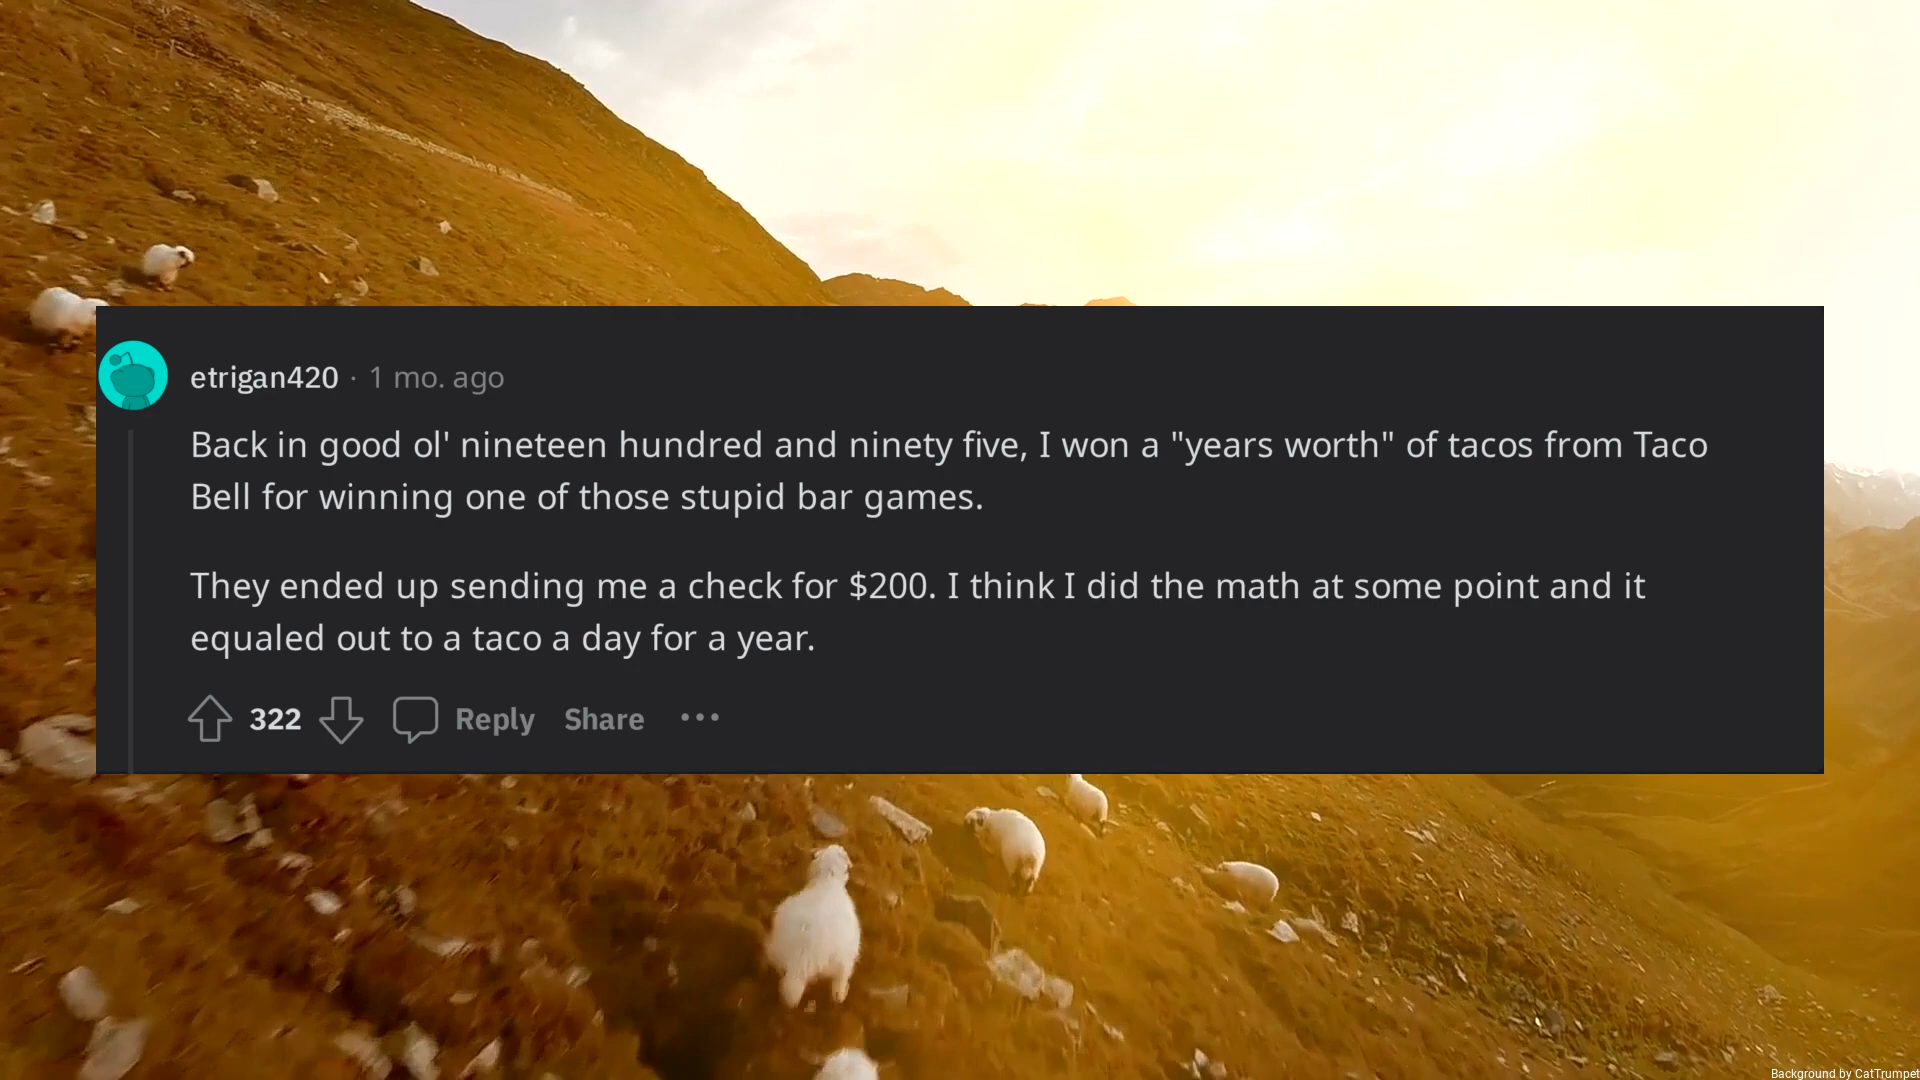 etrigan420 · 1 mo. ago
Back in good ol' nineteen hundred and ninety five, I won a "years worth" of tacos from Taco
Bell for winning one of those stupid bar games.
They ended up sending me a check for $200. I think I did the math at some point and it
equaled out to a taco a day for a year.
322 Reply Share ···
Background by CatTrumpet